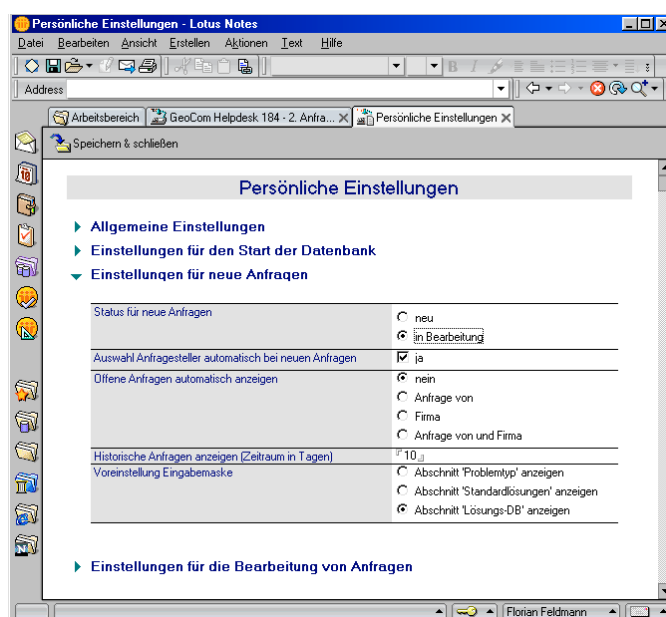 Persönliche Einstellungen - Lotus Notes
Datei Bearbeiten Ansicht Erstellen Aktionen Text Hilfe
Address
Arbeitsbereich GeoCom Helpdesk 184 - 2. Anfra... Persönliche Einstellungen
Speichern & schließen
Persönliche Einstellungen
Allgemeine Einstellungen
Einstellungen für den Start der Datenbank
Einstellungen für neue Anfragen
Status für neue Anfragen
neu
in Bearbeitung
Auswahl Anfragesteller automatisch bei neuen Anfragen ja
Offene Anfragen automatisch anzeigen nein
Anfrage von
Firma
Anfrage von und Firma
Historische Anfragen anzeigen (Zeitraum in Tagen) 10
Voreinstellung Eingabemaske Abschnitt 'Problemtyp' anzeigen
Abschnitt 'Standardlösungen' anzeigen
Abschnitt 'Lösungs-DB' anzeigen
Einstellungen für die Bearbeitung von Anfragen
Florian Feldmann